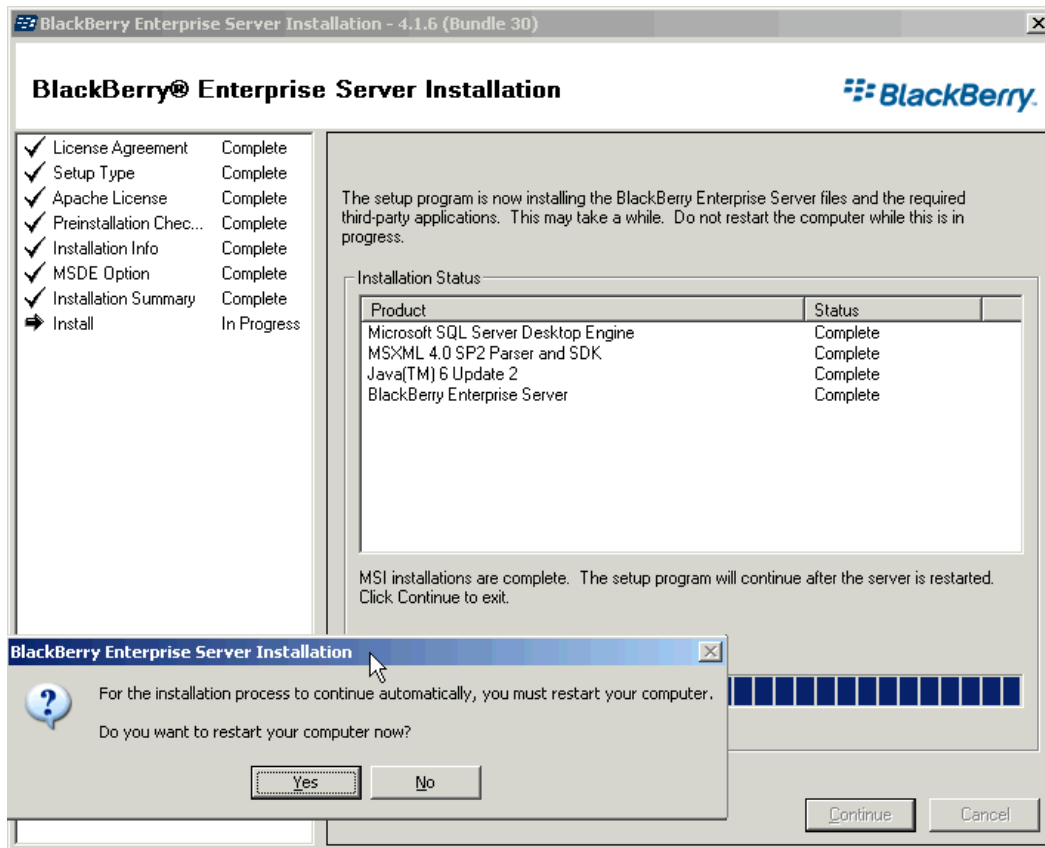 BlackBerry Enterprise Server Installation - 4.1.6 (Bundle 30)
BlackBerry® Enterprise Server Installation
BlackBerry.
License Agreement Complete
Setup Type Complete
Apache License Complete
Preinstallation Chec... Complete
Installation Info Complete
MSDE Option Complete
Installation Summary Complete
Install In Progress
The setup program is now installing the BlackBerry Enterprise Server files and the required
third-party applications. This may take a while. Do not restart the computer while this is in
progress.
Installation Status
Product Status
Microsoft SQL Server Desktop Engine Complete
MSXML 4.0 SP2 Parser and SDK Complete
Java(TM) 6 Update 2 Complete
BlackBerry Enterprise Server Complete
MSI installations are complete. The setup program will continue after the server is restarted.
Click Continue to exit.
BlackBerry Enterprise Server Installation
For the installation process to continue automatically, you must restart your computer.
Do you want to restart your computer now?
Yes No
Continue Cancel